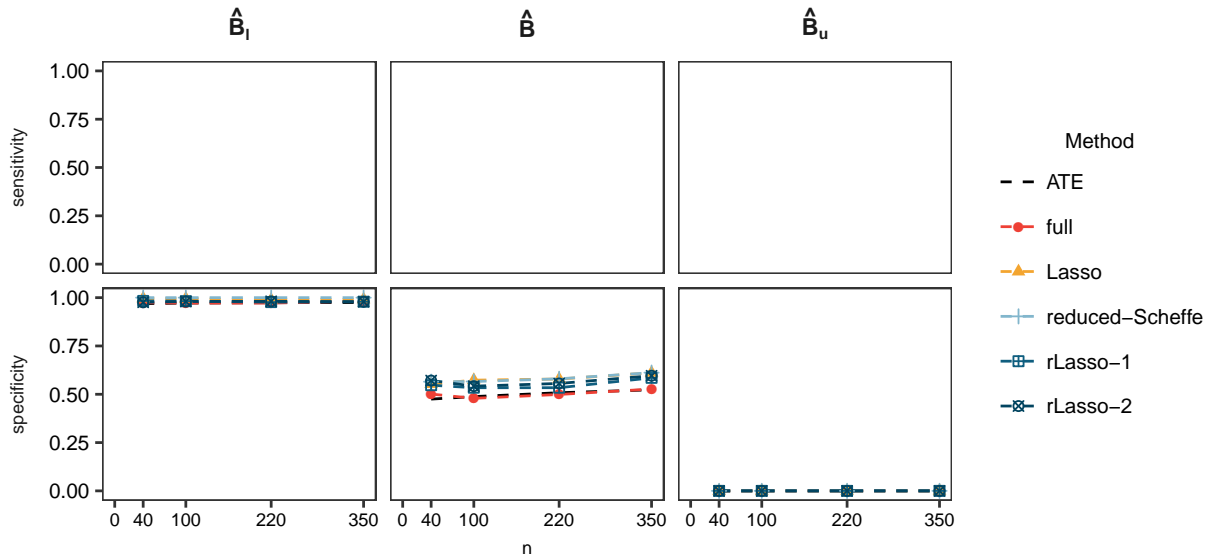 B̂ₗ B̂ B̂ᵤ
sensitivity
1.00
0.75
0.50
0.25
0.00
specificity
1.00
0.75
0.50
0.25
0.00
0 40 100 220 350 0 40 100 220 350 0 40 100 220 350
n
Method
ATE
full
Lasso
reduced−Scheffe
rLasso−1
rLasso−2